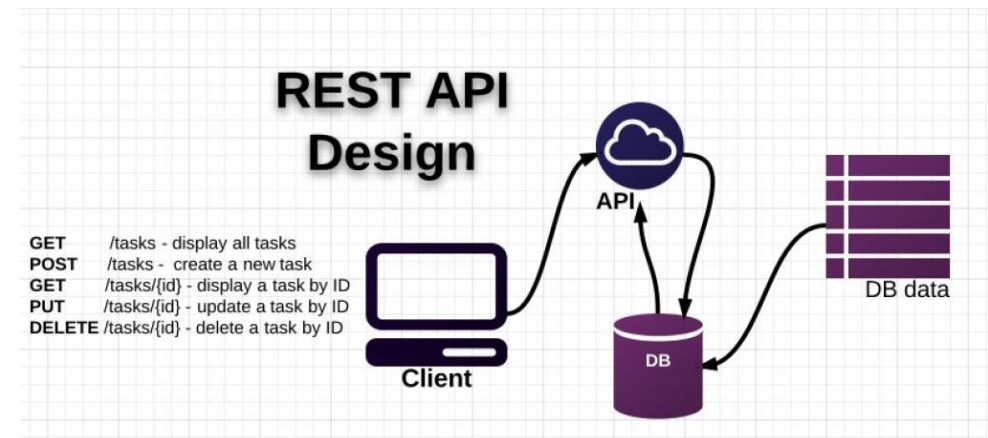 REST API
Design
GET /tasks - display all tasks
POST /tasks - create a new task
GET /tasks/{id} - display a task by ID
PUT /tasks/{id} - update a task by ID
DELETE /tasks/{id} - delete a task by ID
Client
API
DB
DB data